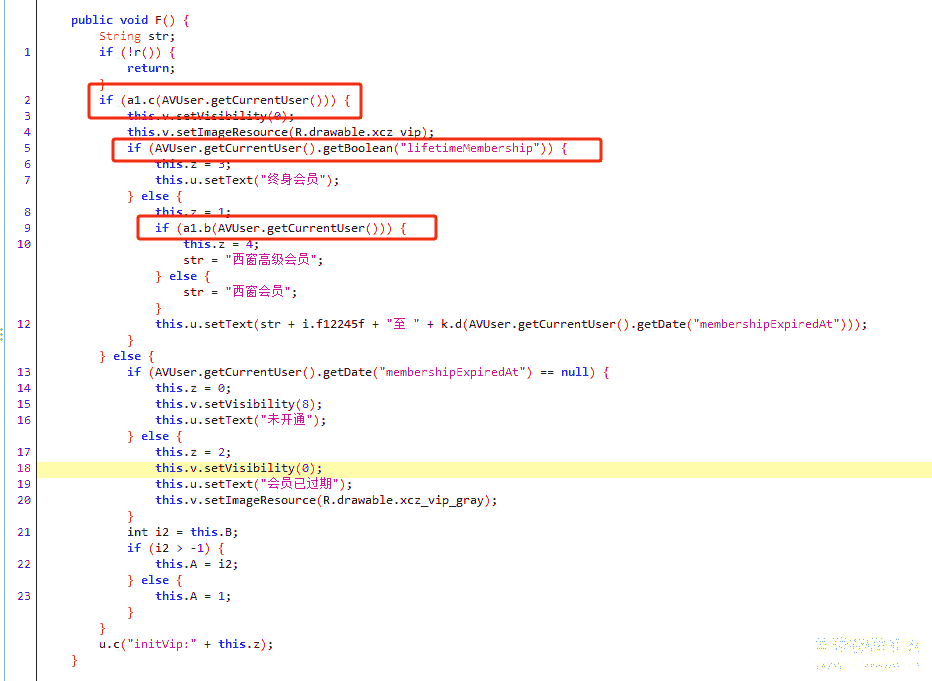 public void F() {
String str;
1 if (!r()) {
return;
}
2 if (a1.c(AVUser.getCurrentUser())) {
3 this.v.setVisibility(0);
4 this.v.setImageResource(R.drawable.xcz_vip);
5 if (AVUser.getCurrentUser().getBoolean("lifetimeMembership")) {
6 this.z = 3;
7 this.u.setText("终身会员");
} else {
8 this.z = 1;
9 if (a1.b(AVUser.getCurrentUser())) {
10 this.z = 4;
str = "西窗高级会员";
} else {
str = "西窗会员";
}
12 this.u.setText(str + i.f12245f + "至 " + k.d(AVUser.getCurrentUser().getDate("membershipExpiredAt")));
}
} else {
13 if (AVUser.getCurrentUser().getDate("membershipExpiredAt") == null) {
14 this.z = 0;
15 this.v.setVisibility(8);
16 this.u.setText("未开通");
} else {
17 this.z = 2;
18 this.v.setVisibility(0);
19 this.u.setText("会员已过期");
20 this.v.setImageResource(R.drawable.xcz_vip_gray);
}
21 int i2 = this.B;
if (i2 > -1) {
22 this.A = i2;
} else {
23 this.A = 1;
}
}
u.c("initVip:" + this.z);
}